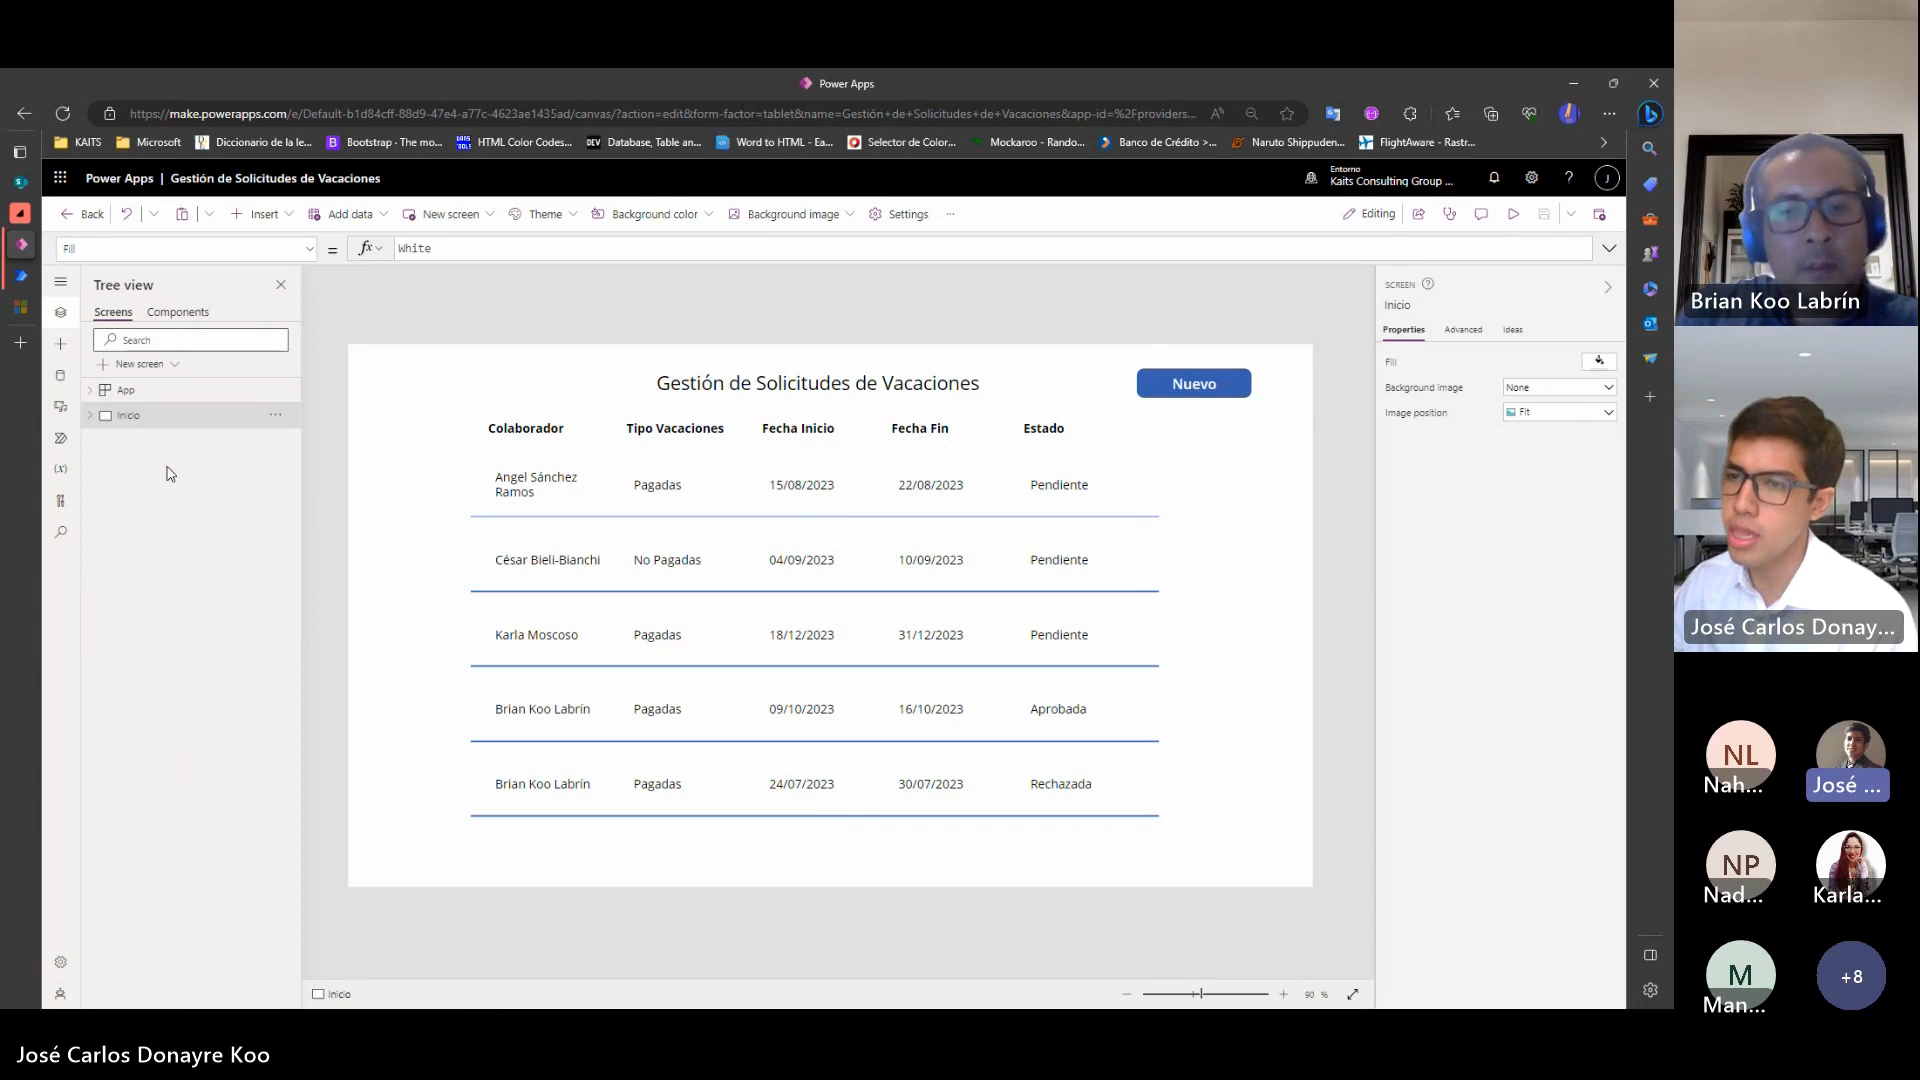 Power Apps
https://make.powerapps.com/e/Default-b1d84cff-88d9-47e4-a77c-4623ae1435ad/canvas/?action=edit&form-factor=tablet&name=Gestión+de+Solicitudes+de+Vacaciones&app-id=%2Fproviders...
KAITS
Microsoft
Diccionario de la le...
Bootstrap · The mo...
HTML Color Codes...
DEV
Database, Table an...
Word to HTML - Ea...
Selector de Color...
Mockaroo - Rando...
Banco de Crédito >...
Naruto Shippuden...
FlightAware - Rastr...
Power Apps | Gestión de Solicitudes de Vacaciones
Entorno
Kaits Consulting Group ...
J
Back
Insert
Add data
New screen
Theme
Background color
Background image
Settings
...
Editing
Fill
=
fx
White
Tree view
Screens
Components
Search
New screen
App
Inicio
...
Gestión de Solicitudes de Vacaciones
Nuevo
Colaborador Tipo Vacaciones Fecha Inicio Fecha Fin Estado
Angel Sánchez
Ramos
Pagadas 15/08/2023 22/08/2023 Pendiente
César Bieli-Bianchi No Pagadas 04/09/2023 10/09/2023 Pendiente
Karla Moscoso Pagadas 18/12/2023 31/12/2023 Pendiente
Brian Koo Labrín Pagadas 09/10/2023 16/10/2023 Aprobada
Brian Koo Labrín Pagadas 24/07/2023 30/07/2023 Rechazada
SCREEN
Inicio
Properties
Advanced
Ideas
Fill
Background image
None
Image position
Fit
Inicio
90 %
Brian Koo Labrín
José Carlos Donay...
NL
Nah...
José ...
NP
Nad...
Karla...
M
Man...
+8
José Carlos Donayre Koo